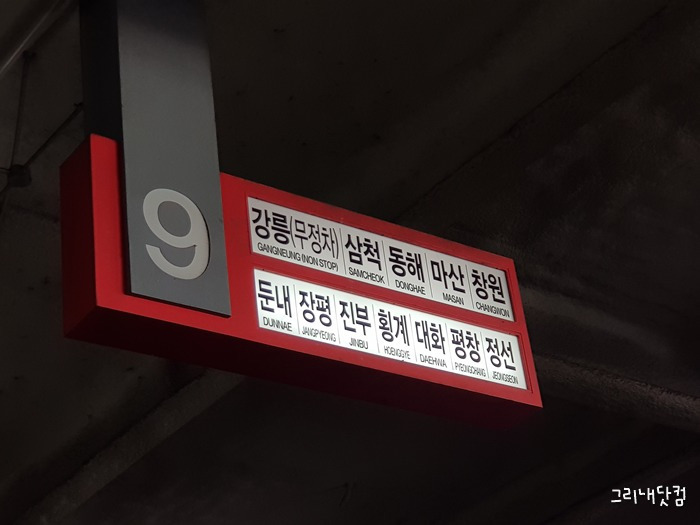 9
강릉(무정차) 삼척 동해 마산 창원
GANGNEUNG (NON STOP) SAMCHEOK DONGHAE MASAN CHANGWON
둔내 장평 진부 횡계 대화 평창 정선
DUNNAE JANGPYEONG JINBU HOENGGYE DAEHWA PYEONGCHANG JEONGSEON
그리내닷컴